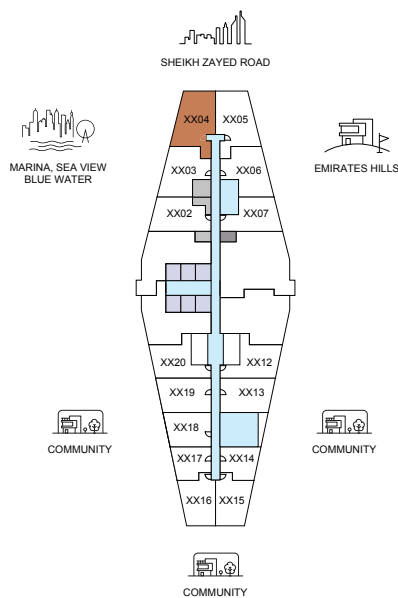 SHEIKH ZAYED ROAD
XX04
XX05
MARINA, SEA VIEW
BLUE WATER
EMIRATES HILLS
XX03
XX06
XX02
XX07
XX20
XX12
XX19
XX13
XX18
XX17
XX14
COMMUNITY
COMMUNITY
XX16
XX15
COMMUNITY